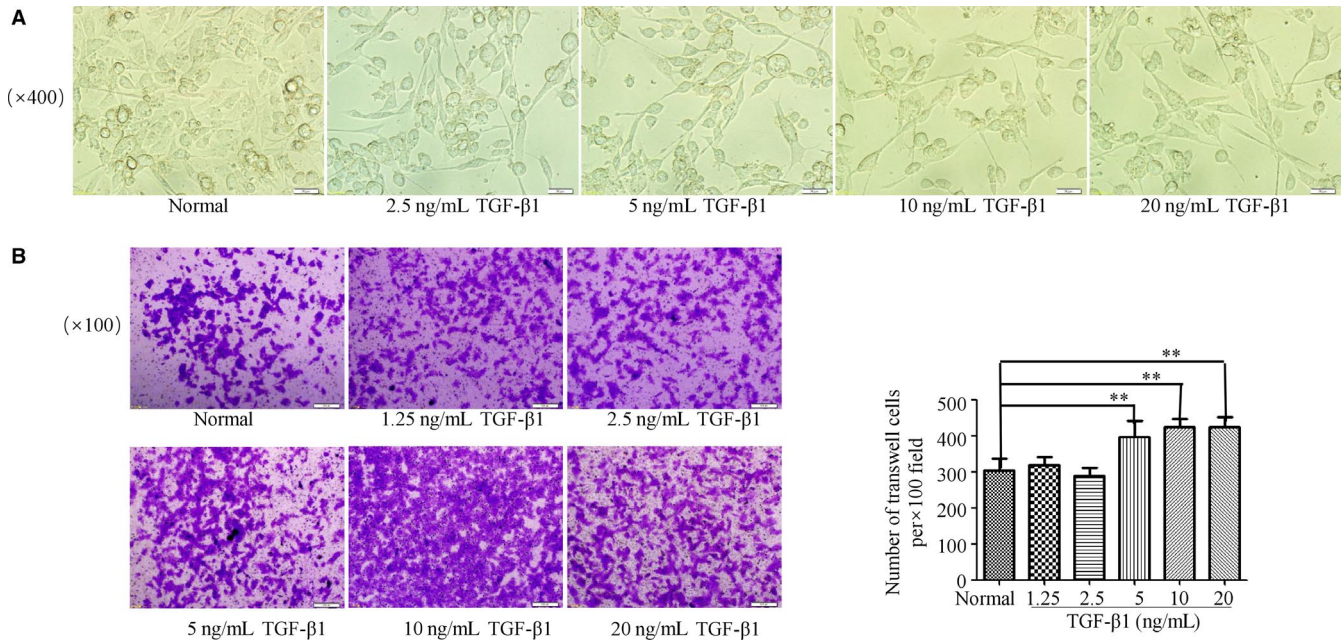 A
(×400)
Normal
2.5 ng/mL TGF-β1
5 ng/mL TGF-β1
10 ng/mL TGF-β1
20 ng/mL TGF-β1
B
(×100)
Normal
1.25 ng/mL TGF-β1
2.5 ng/mL TGF-β1
5 ng/mL TGF-β1
10 ng/mL TGF-β1
20 ng/mL TGF-β1
Number of transwell cells
per×100 field
500
400
300
200
100
0
**
**
**
Normal
1.25
2.5
5
10
20
TGF-β1 (ng/mL)